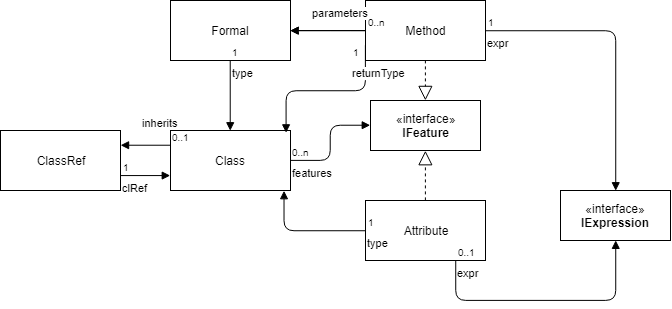 parameters
Formal
0..n
Method
1
expr
1
type
1
returnType
«interface»
IFeature
inherits
0..1
ClassRef
1
clRef
Class
0..n
features
«interface»
IExpression
1
type
Attribute
0..1
expr